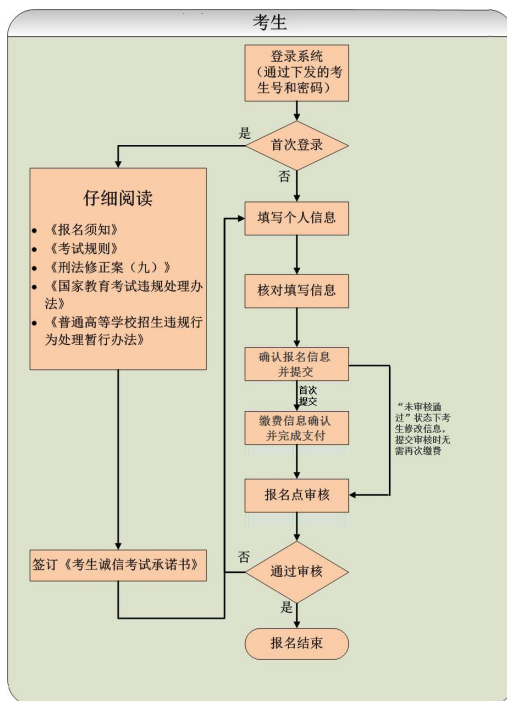 考生
登录系统
（通过下发的考
生号和密码）
是
首次登录
否
仔细阅读
• 《报名须知》
• 《考试规则》
• 《刑法修正案（九）》
• 《国家教育考试违规处理办
法》
• 《普通高等学校招生违规行
为处理暂行办法》
填写个人信息
核对填写信息
确认报名信息
并提交
首次
提交
“未审核通
过”状态下考
生修改信息，
提交审核时无
需再次缴费
缴费信息确认
并完成支付
报名点审核
签订《考生诚信考试承诺书》
否
通过审核
是
报名结束